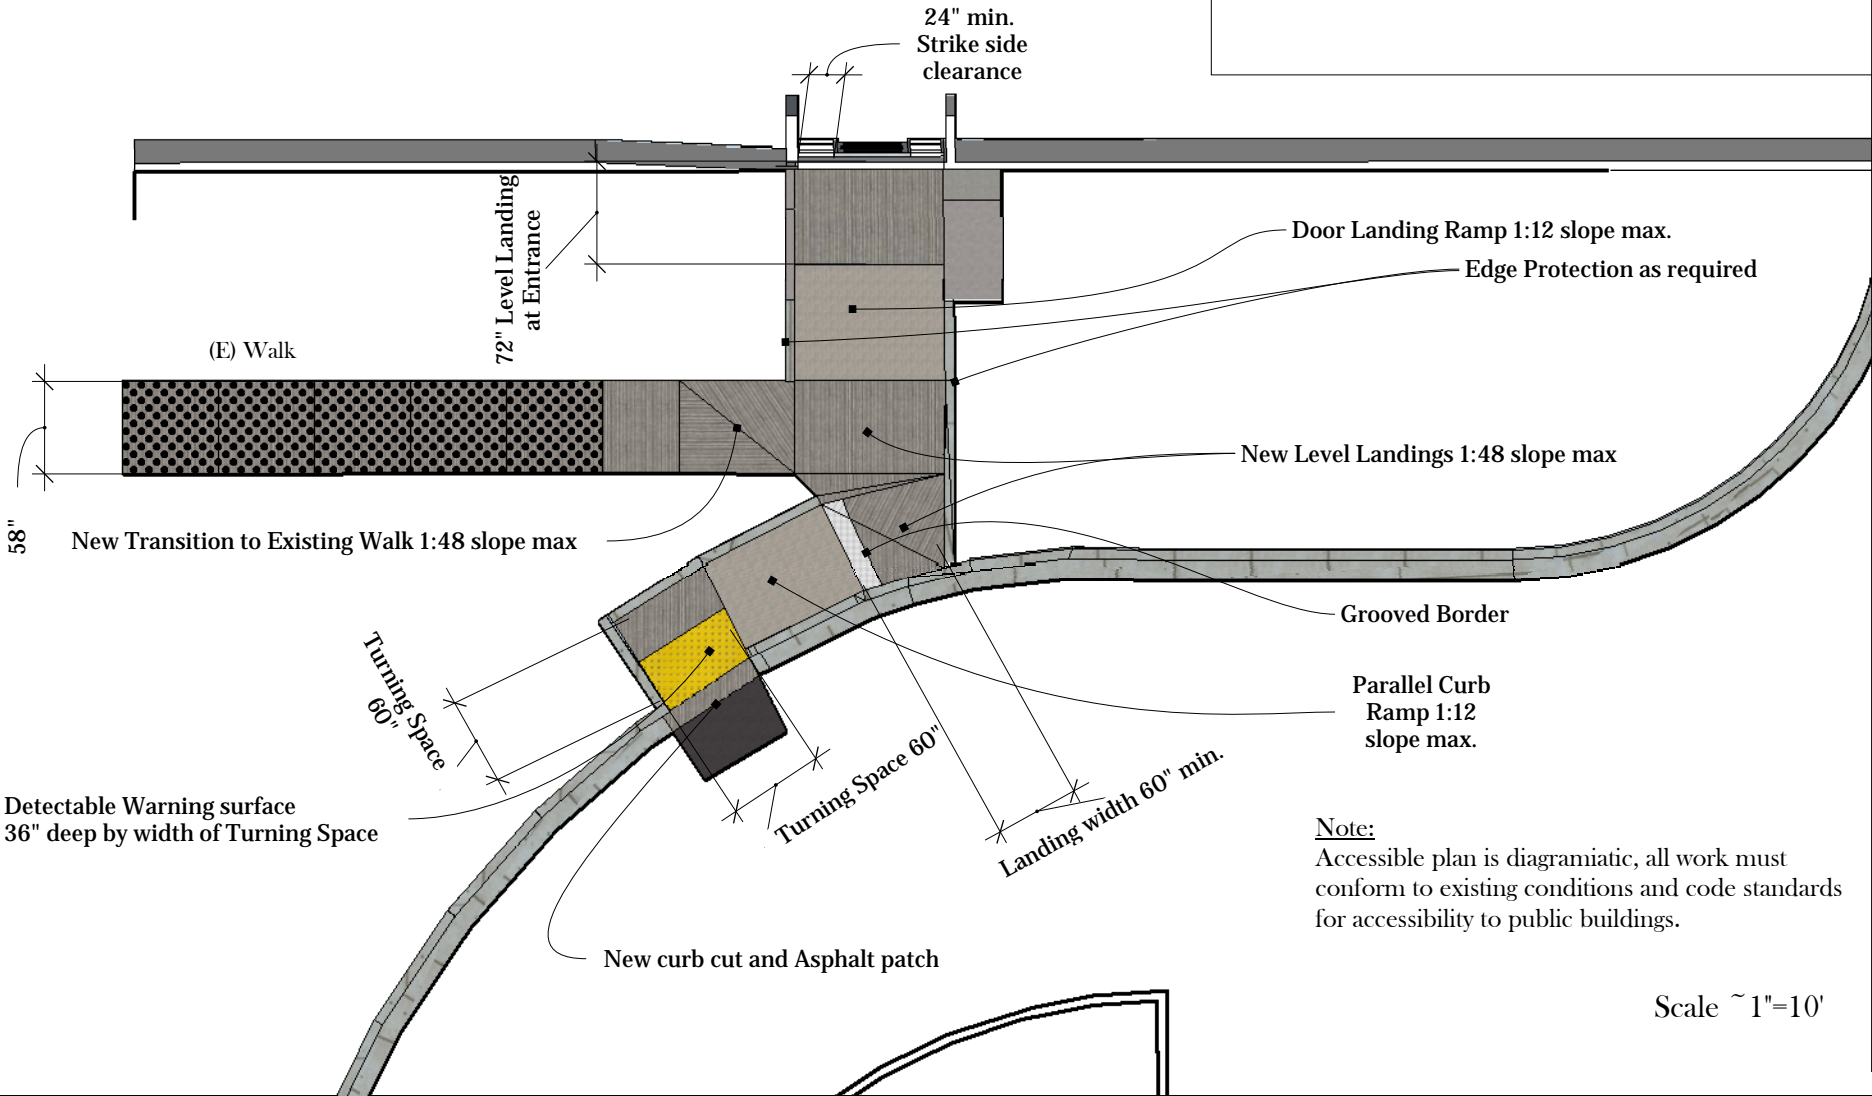 24" min.
Strike side
clearance
72" Level Landing
at Entrance
Door Landing Ramp 1:12 slope max.
Edge Protection as required
(E) Walk
New Level Landings 1:48 slope max
58"
New Transition to Existing Walk 1:48 slope max
Grooved Border
Turning Space
60"
Parallel Curb
Ramp 1:12
slope max.
Turning Space 60"
Landing width 60" min.
Detectable Warning surface
36" deep by width of Turning Space
Note:
Accessible plan is diagramiatic, all work must
conform to existing conditions and code standards
for accessibility to public buildings.
New curb cut and Asphalt patch
Scale ~1"=10'